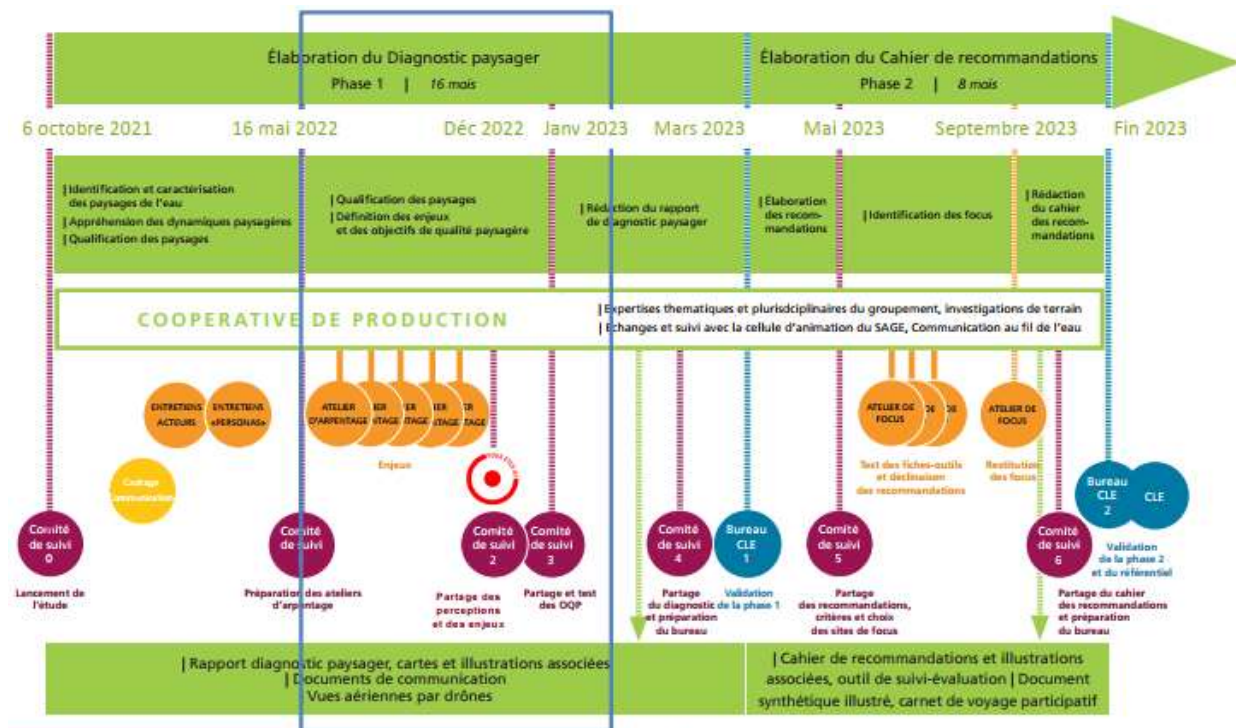 Élaboration du Diagnostic paysager
Phase 1 | 16 mois
Élaboration du Cahier de recommandations
Phase 2 | 8 mois
6 octobre 2021
16 mai 2022
Déc 2022
Janv 2023
Mars 2023
Mai 2023
Septembre 2023
Fin 2023
| Identification et caractérisation
des paysages de l'eau
| Appréhension des dynamiques paysagères
| Qualification des paysages
| Qualification des paysages
| Définition des enjeux
et des objectifs de qualité paysagère
| Rédaction du rapport
de diagnostic paysager
| Élaboration
des recom-
mandations
| Identification des focus
| Rédaction
du cahier
des recom-
mandations
COOPERATIVE DE PRODUCTION
| Expertises thematiques et plurisdciplinaires du groupement, investigations de terrain
| Echanges et suivi avec la cellule d'animation du SAGE, Communication au fil de l'eau
ENTRETIENS
ACTEURS
ENTRETIENS
«PERSONAS»
ATELIER
D'ARPENTAGE
IER
NTAGE
ER
NTAGE
ER
NTAGE
ER
TAGE
Enjeux
ATELIER DE
FOCUS
DE
DE
Test des fiches-outils
et déclinaison
des recommandations
ATELIER DE
FOCUS
Restitution
des focus
Cadrage
communication
Comité
de suivi
0
Lancement de
l'étude
Comité
de suivi
Préparation des ateliers
d'arpentage
Comité
de suivi
2
Partage des
perceptions
et des enjeux
Comité
de suivi
3
Partage et test
des OQP
Comité
de suivi
4
Partage
du diagnostic
et préparation
du bureau
Bureau
CLE
1
Validation
de la phase 1
Comité
de suivi
5
Partage
des recommandations,
critères et choix
des sites de focus
Comité
de suivi
6
Partage du cahier
des recommandations
et préparation
du bureau
Bureau
CLE
2
CLE
Validation
de la phase 2
et du référentiel
| Rapport diagnostic paysager, cartes et illustrations associées
| Documents de communication
Vues aériennes par drônes
| Cahier de recommandations et illustrations
associées, outil de suivi-évaluation | Document
synthétique illustré, carnet de voyage participatif